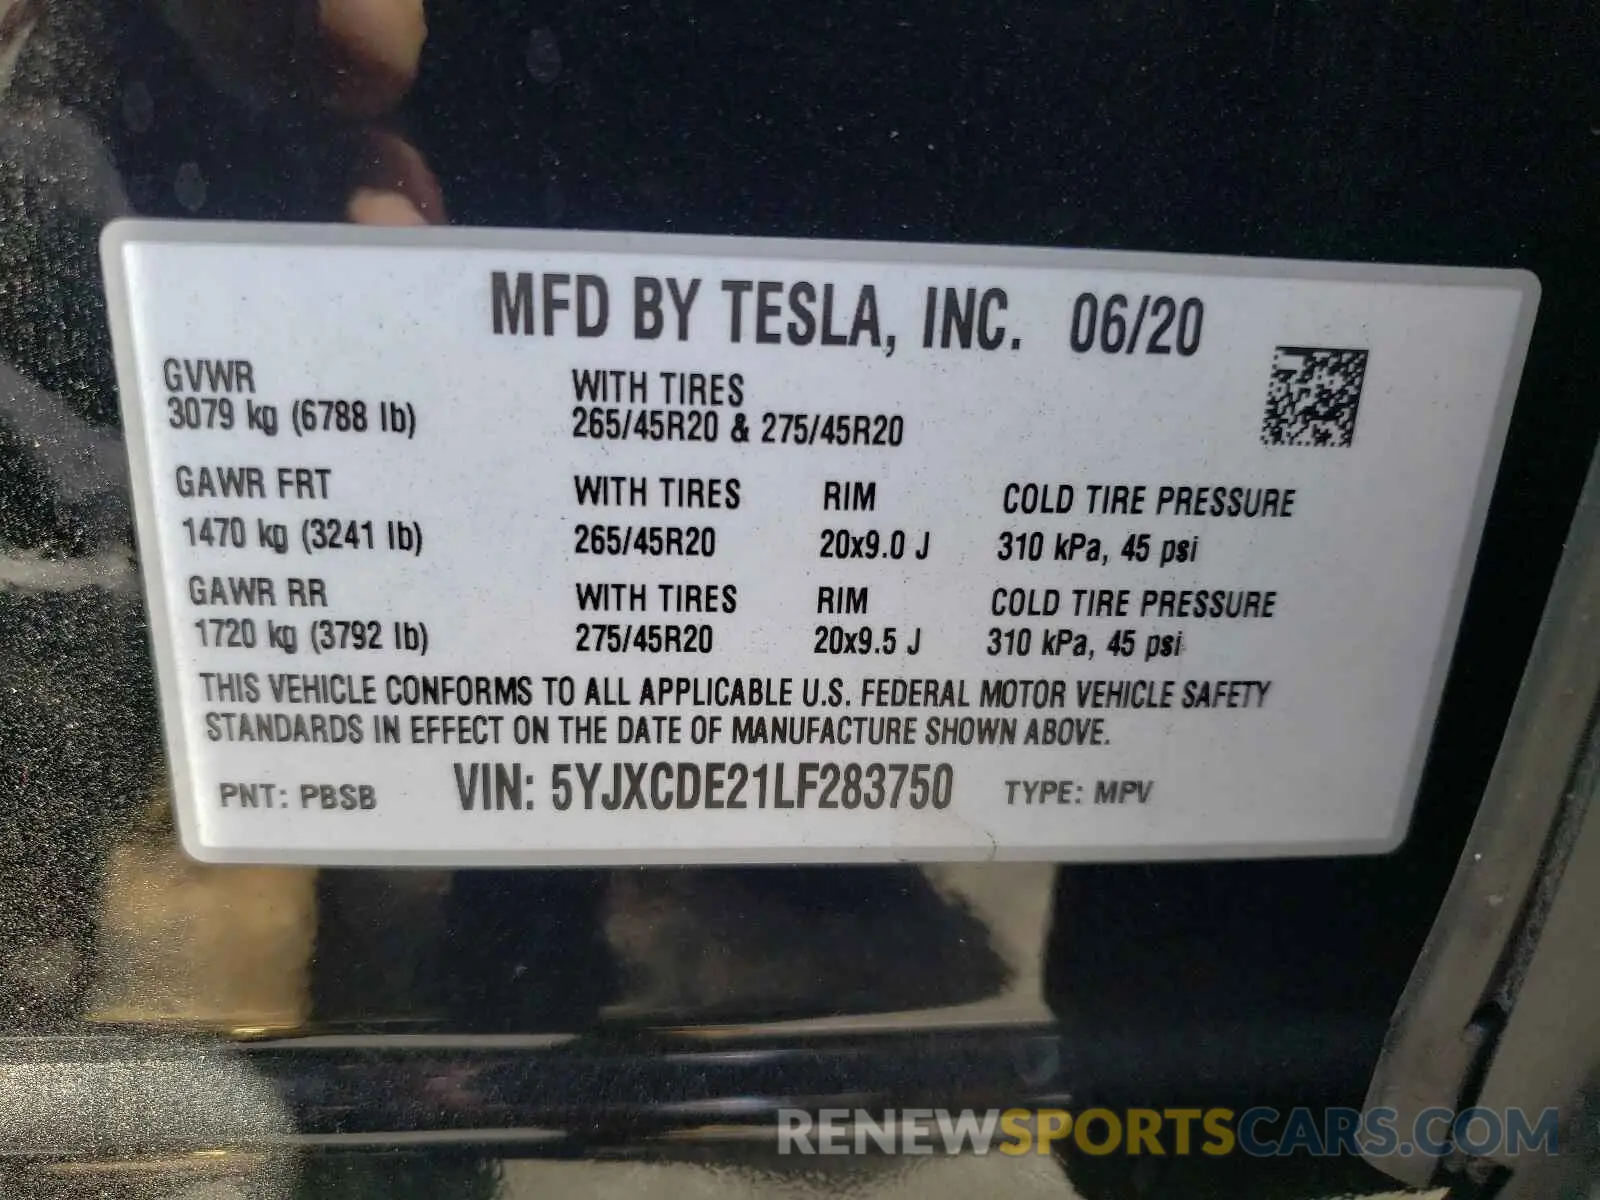 MFD BY TESLA, INC. 06/20
GVWR
3079 kg (6788 lb)
WITH TIRES
265/45R20 & 275/45R20
GAWR FRT WITH TIRES RIM COLD TIRE PRESSURE
1470 kg (3241 lb) 265/45R20 20x9.0 J 310 kPa, 45 psi
GAWR RR WITH TIRES RIM COLD TIRE PRESSURE
1720 kg (3792 lb) 275/45R20 20x9.5 J 310 kPa, 45 psi
THIS VEHICLE CONFORMS TO ALL APPLICABLE U.S. FEDERAL MOTOR VEHICLE SAFETY
STANDARDS IN EFFECT ON THE DATE OF MANUFACTURE SHOWN ABOVE.
PNT: PBSB VIN: 5YJXCDE21LF283750 TYPE: MPV
RENEWSPORTSCARS.COM